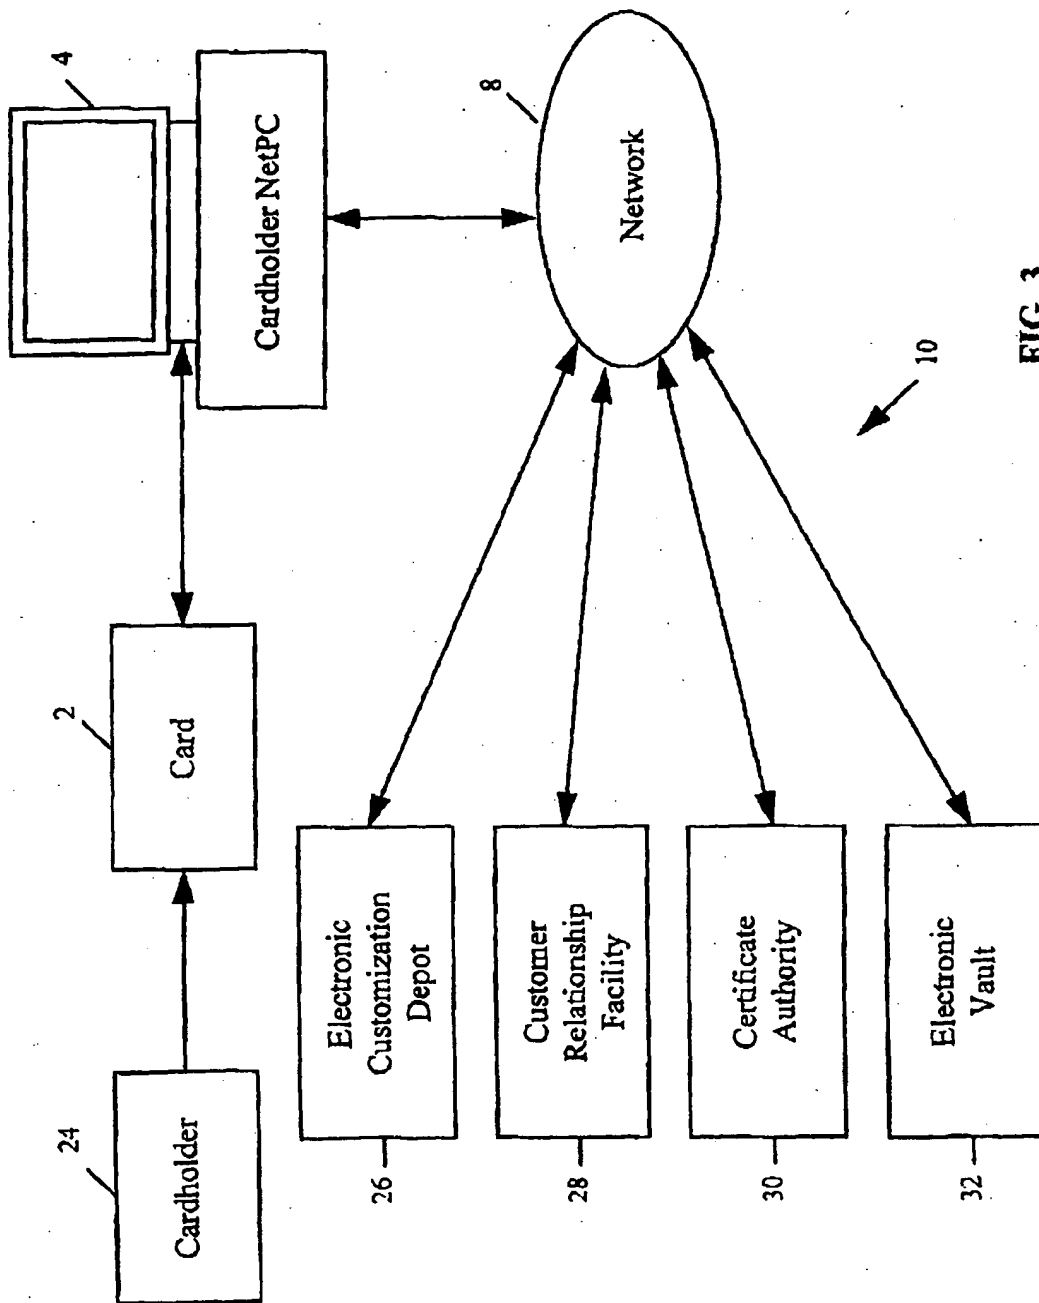 24
Cardholder
2
Card
4
Cardholder NetPC
26
Electronic
Customization
Depot
28
Customer
Relationship
Facility
30
Certificate
Authority
32
Electronic
Vault
8
Network
10
FIG. 3